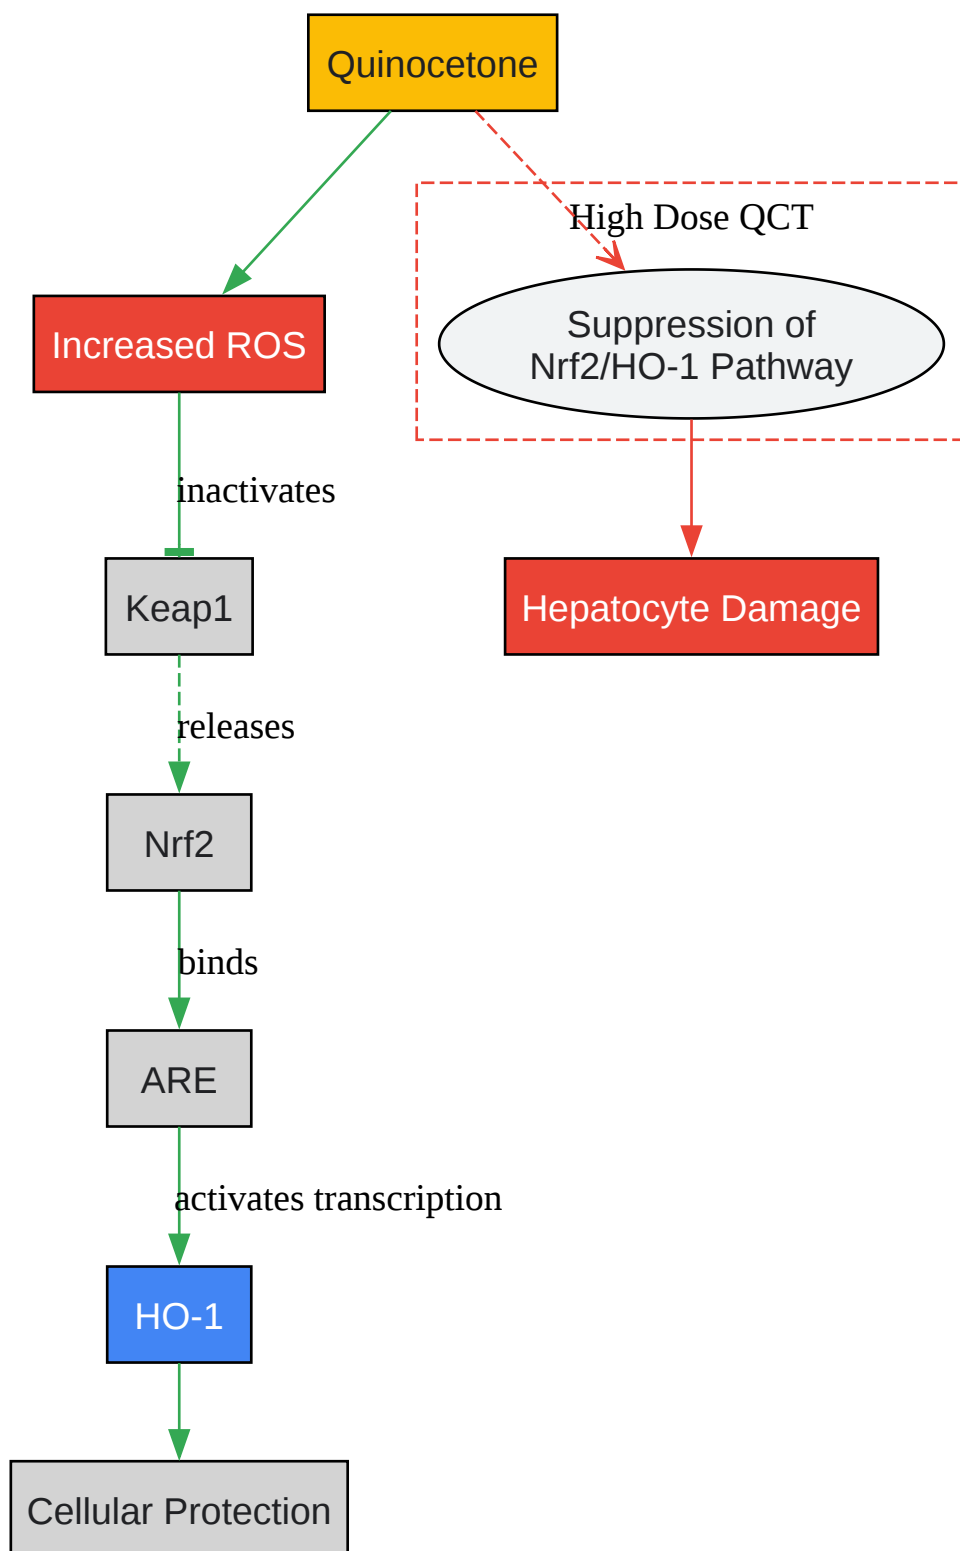 Quinocetone
High Dose QCT
Increased ROS
Suppression of
Nrf2/HO-1 Pathway
inactivates
Keap1
Hepatocyte Damage
releases
Nrf2
binds
ARE
activates transcription
HO-1
Cellular Protection